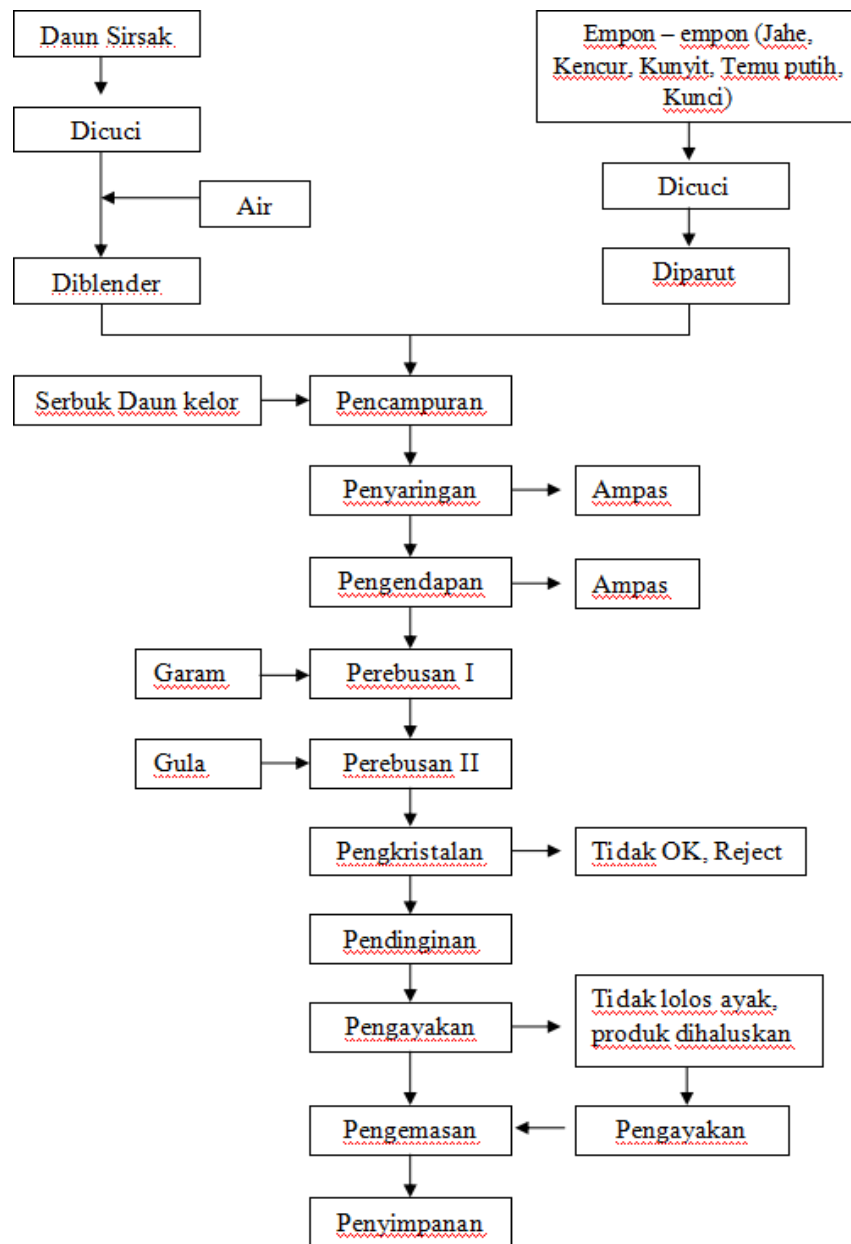 Daun Sirsak
Empon – empon (Jahe,
Kencur, Kunyit, Temu putih,
Kunci)
Dicuci
Dicuci
Air
Diblender
Diparut
Serbuk Daun kelor
Pencampuran
Penyaringan
Ampas
Pengendapan
Ampas
Garam
Perebusan I
Gula
Perebusan II
Pengkristalan
Tidak OK, Reject
Pendinginan
Pengayakan
Tidak lolos ayak,
produk dihaluskan
Pengemasan
Pengayakan
Penyimpanan